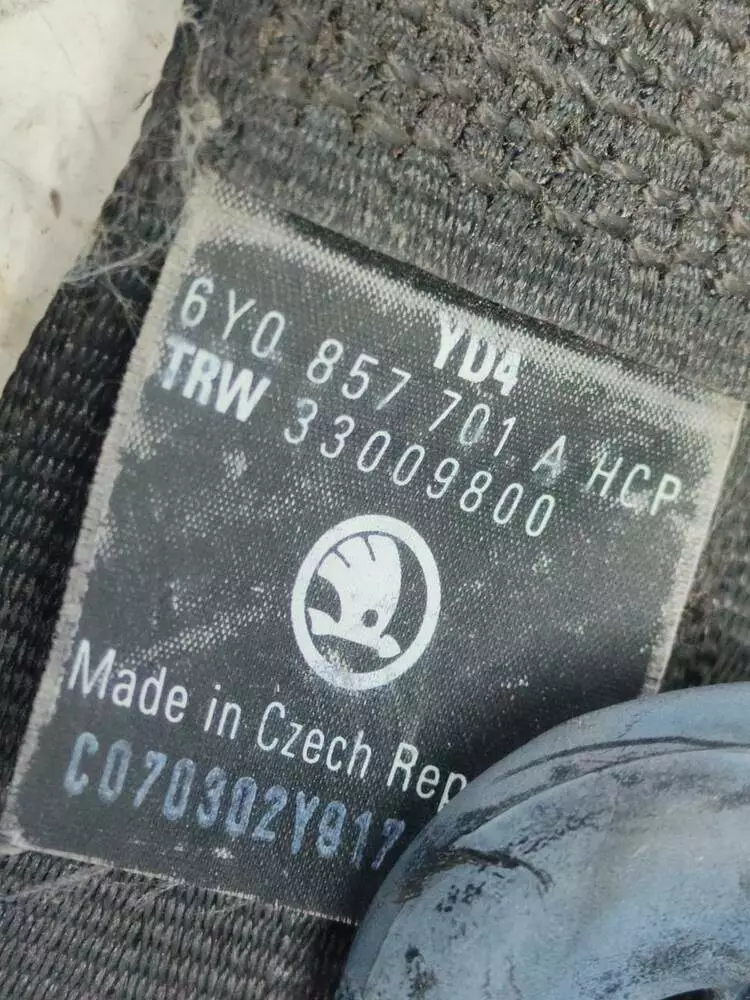 YD4
6Y0 857 701 A HCP
TRW 33009800
Made in Czech Rep
C070302Y917